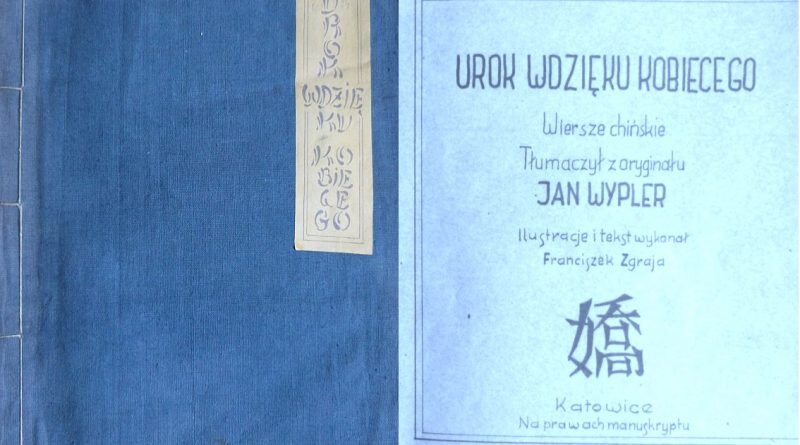 UROK
WDZIĘ
KU
KO
BIE
CE
GO
UROK WDZIĘKU KOBIECEGO
Wiersze chińskie
Tłumaczył z oryginału
JAN WYPLER
Ilustracje i tekst wykonał
Franciszek Zgraja
嬌
Katowice
Na prawach manuskryptu